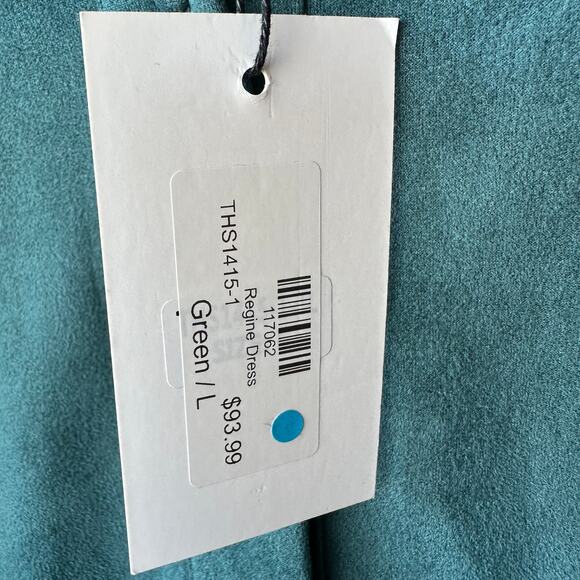 117062
Regine Dress
THS1415-1 $93.99
Green / L